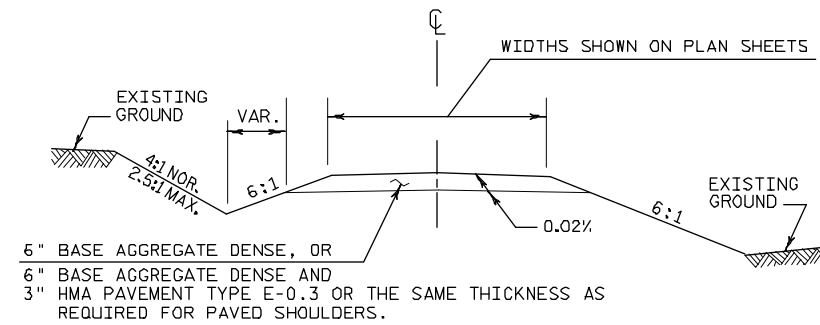 ℄
WIDTHS SHOWN ON PLAN SHEETS
EXISTING
GROUND
VAR.
4:1 NOR.
2.5:1 MAX.
6:1
6:1
EXISTING
GROUND
0.02%
6" BASE AGGREGATE DENSE, OR
6" BASE AGGREGATE DENSE AND
3" HMA PAVEMENT TYPE E-0.3 OR THE SAME THICKNESS AS
REQUIRED FOR PAVED SHOULDERS.